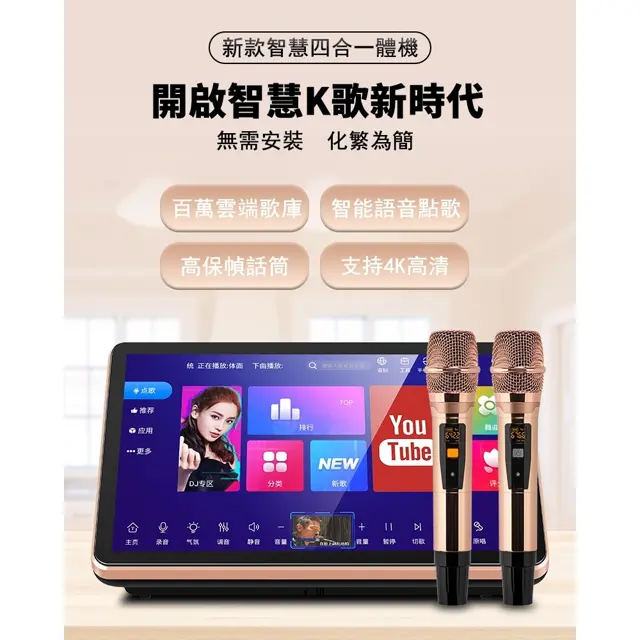 新款智慧四合一體機
開啟智慧K歌新時代
無需安裝 化繁為簡
百萬雲端歌庫 智能語音點歌
高保幀話筒 支持4K高清
统 正在播放:体面 下曲播放:
点歌
推荐
应用
更多
DJ专区
排行
TOP
分类
NEW
新歌
You
Tube
主页 录音 气氛 调音 静音 音量 音量 暂停 切歌 原唱